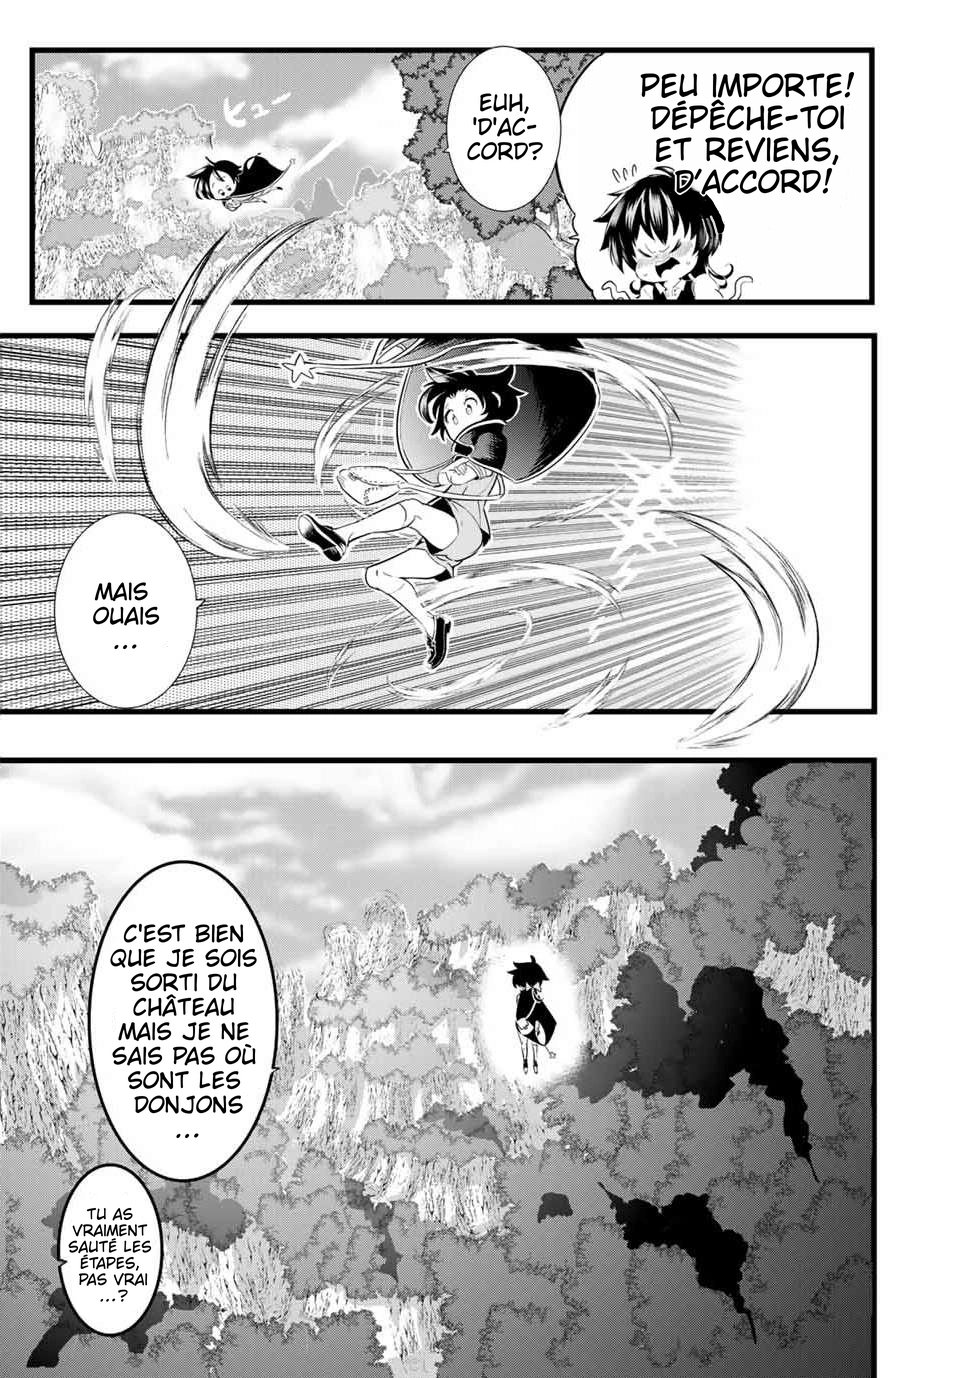 PEU IMPORTE!
DÉPÊCHE-TOI
ET REVIENS,
D'ACCORD!
EUH,
'D'AC-
CORD?
ヒュー
MAIS
OUAIS
...
C'EST BIEN
QUE JE SOIS
SORTI DU
CHÂTEAU
MAIS JE NE
SAIS PAS OÙ
SONT LES
DONJONS
...
TU AS
VRAIMENT
SAUTÉ LES
ÉTAPES,
PAS VRAI
...?